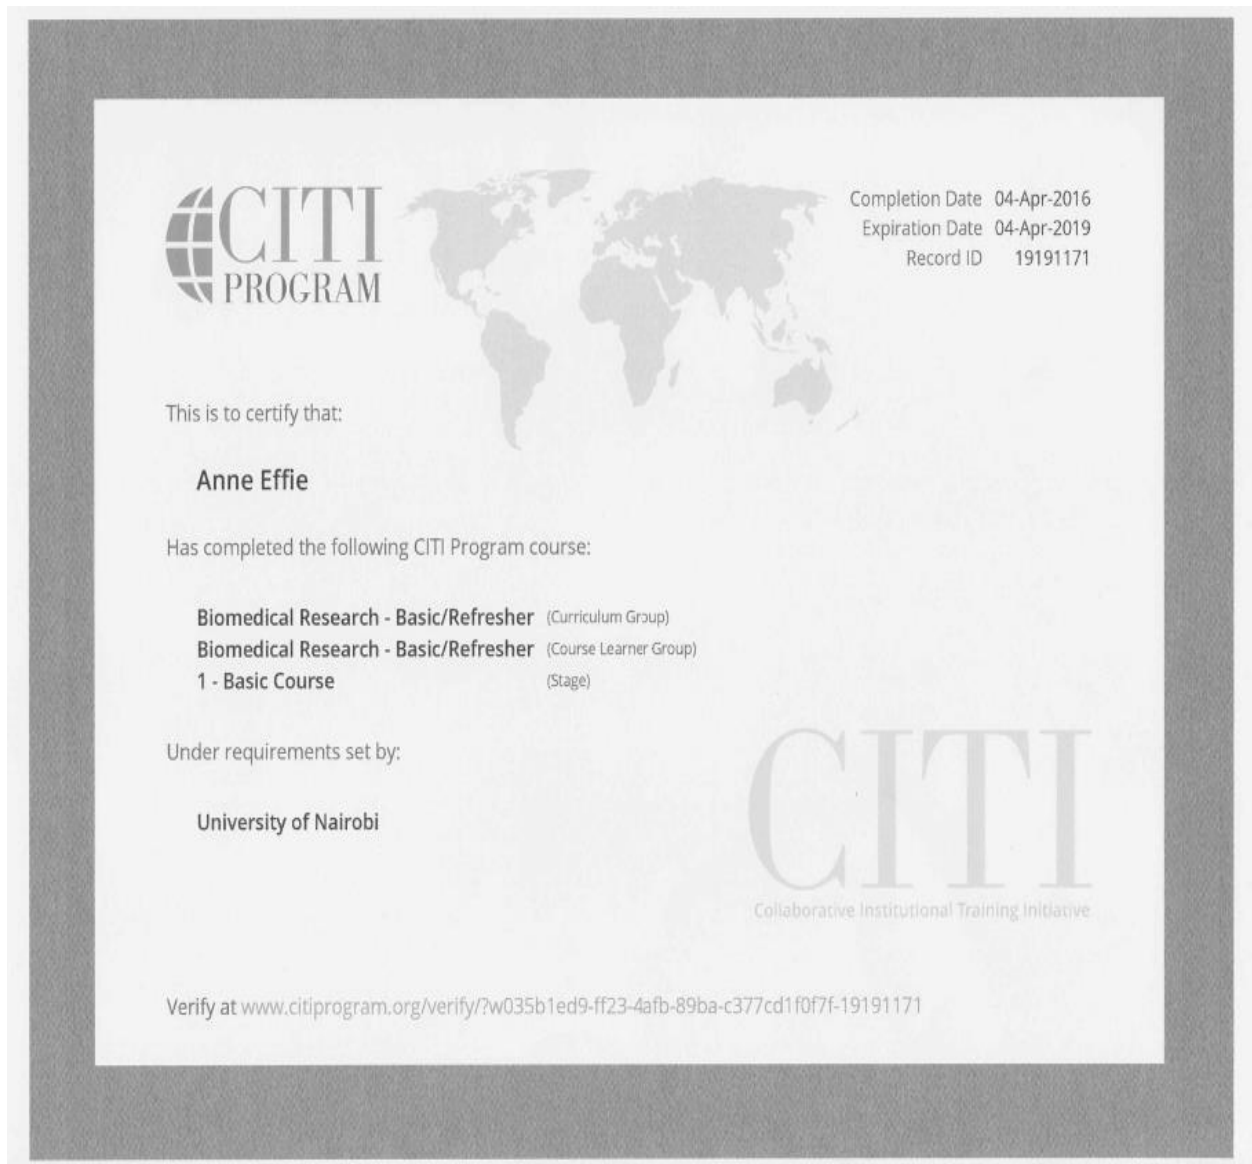 CITI
PROGRAM
Completion Date 04-Apr-2016
Expiration Date 04-Apr-2019
Record ID 19191171
This is to certify that:
Anne Effie
Has completed the following CITI Program course:
Biomedical Research - Basic/Refresher (Curriculum Group)
Biomedical Research - Basic/Refresher (Course Learner Group)
1 - Basic Course (Stage)
Under requirements set by:
University of Nairobi
CITI
Collaborative Institutional Training Initiative
Verify at www.citiprogram.org/verify/?w035b1ed9-ff23-4afb-89ba-c377cd1f0f7f-19191171